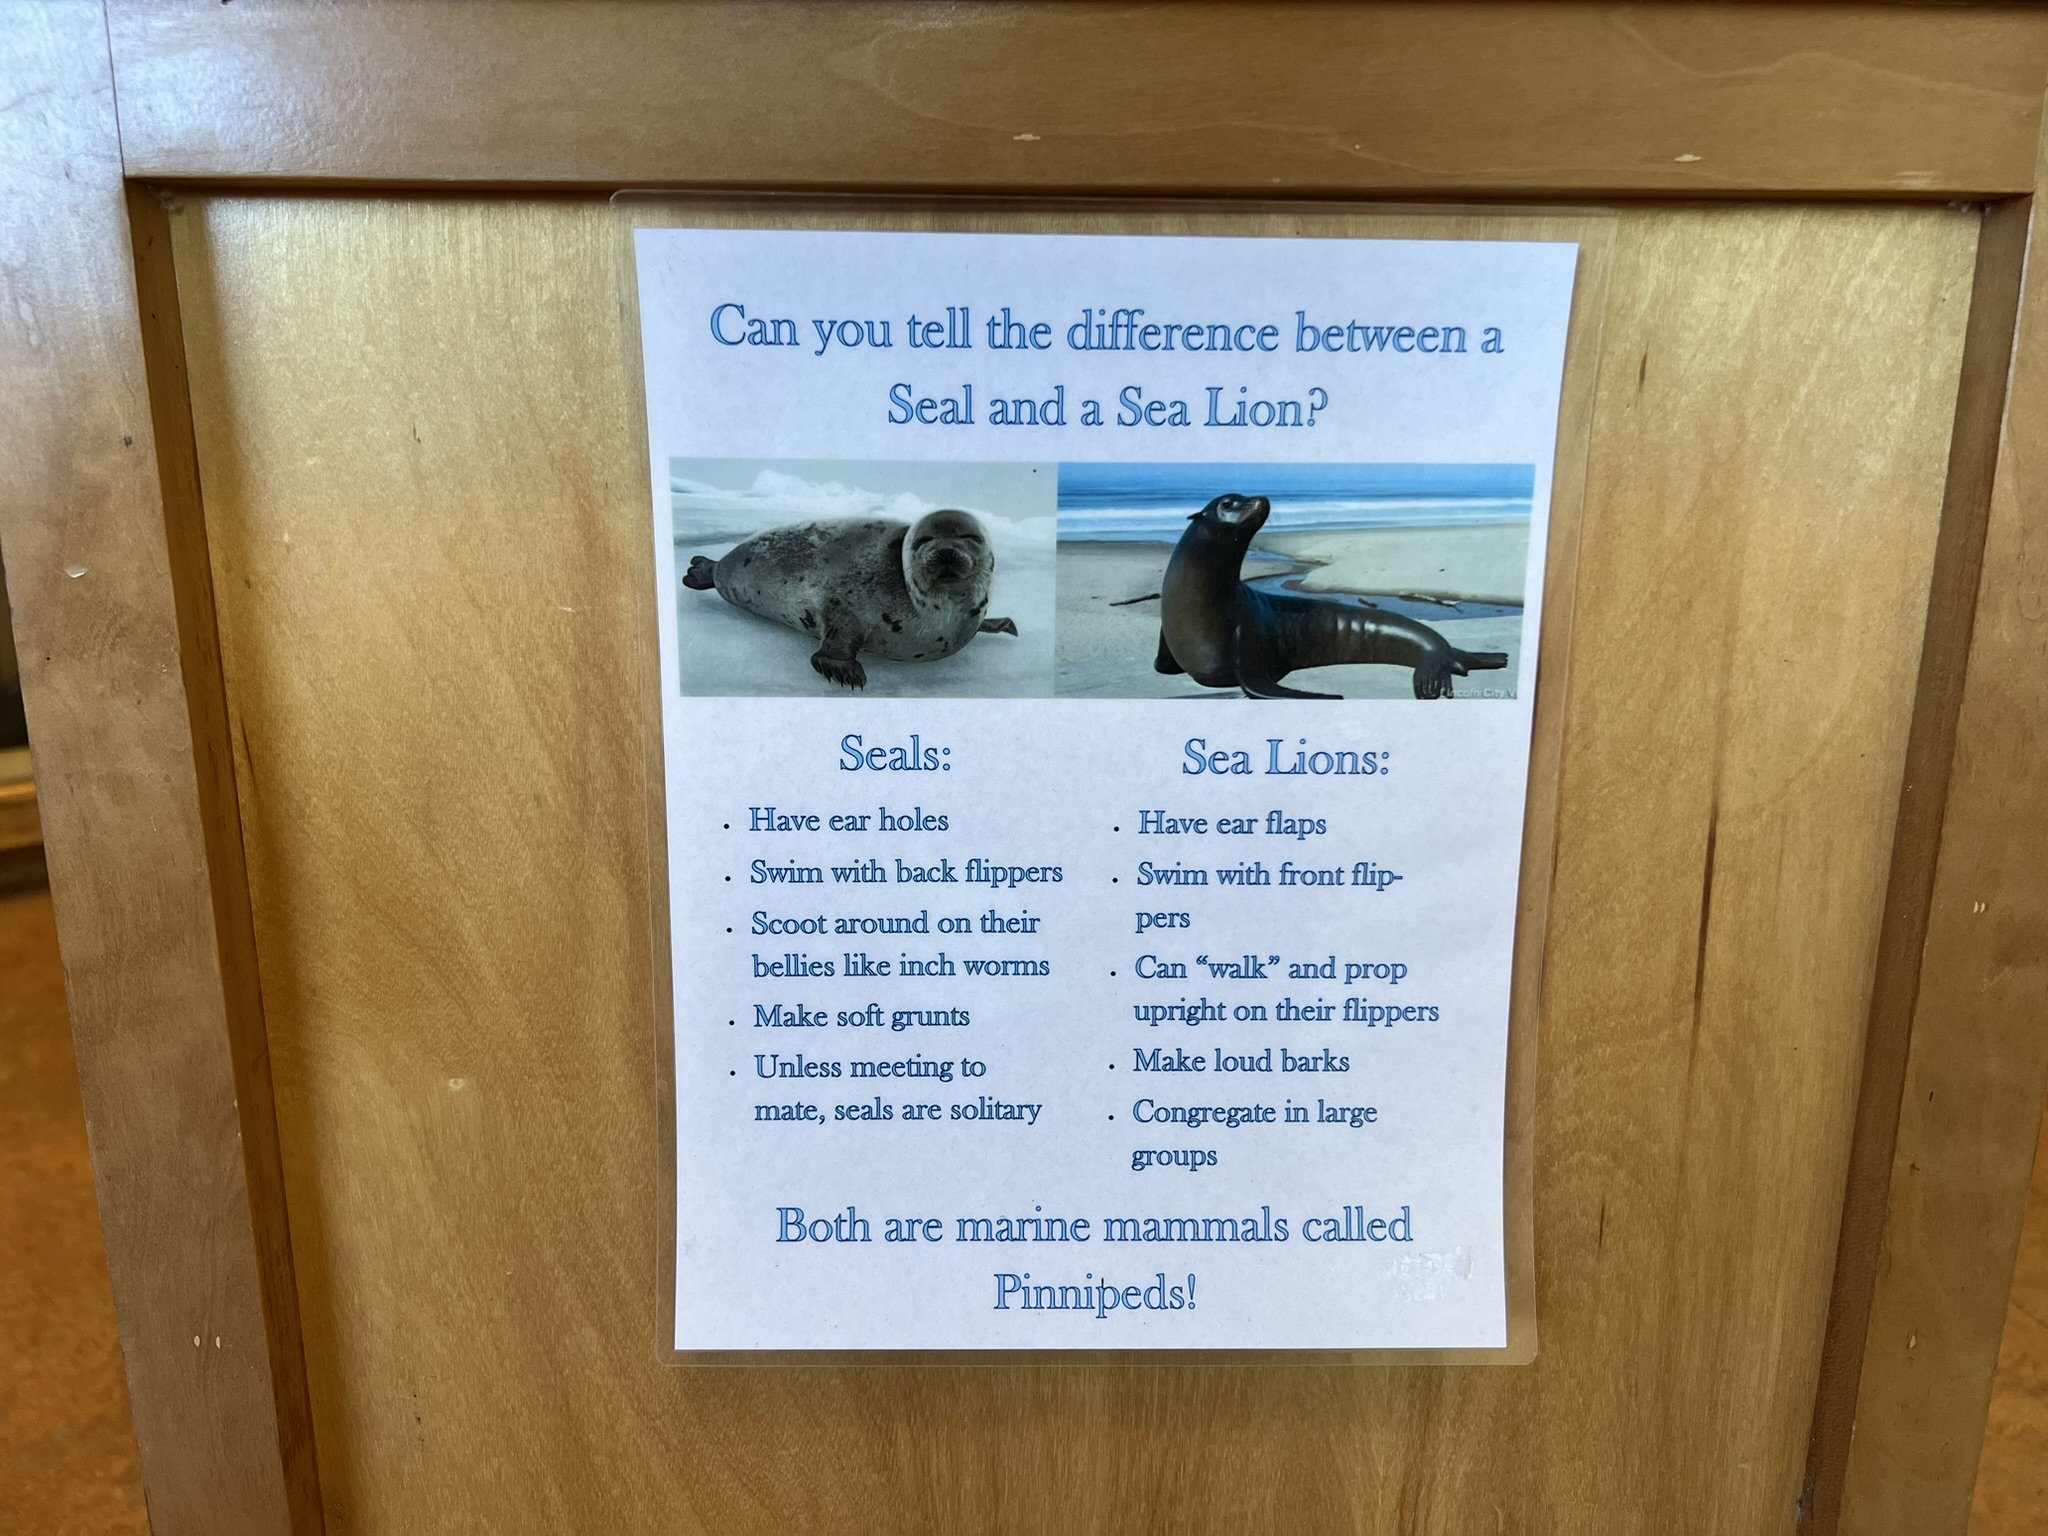 Can you tell the difference between a
Seal and a Sea Lion?
Lincoln City
Seals:
• Have ear holes
• Swim with back flippers
• Scoot around on their
bellies like inch worms
• Make soft grunts
• Unless meeting to
mate, seals are solitary
Sea Lions:
• Have ear flaps
• Swim with front flip-
pers
• Can “walk” and prop
upright on their flippers
• Make loud barks
• Congregate in large
groups
Both are marine mammals called
Pinnipeds!